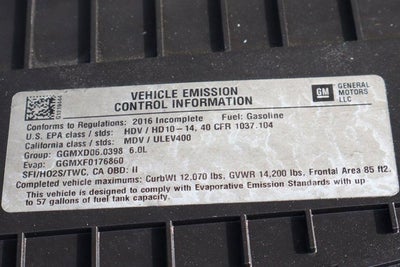 VEHICLE EMISSION
CONTROL INFORMATION
GM
GENERAL
MOTORS
LLC
Conforms to Regulations: 2016 Incomplete Fuel: Gasoline
U.S. EPA class / stds: HDV / HD10-14, 40 CFR 1037.104
California class / stds: MDV / ULEV400
Group: GGMXD06.0398 6.0L
Evap: GGMXF0176860
SFI/HO2S/TWC, CA OBD: II
Completed vehicle maximums: CurbWt 12,070 lbs, GVWR 14,200 lbs. Frontal Area 85 ft2.
This vehicle is designed to comply with Evaporative Emission Standards with up
to 57 gallons of fuel tank capacity.